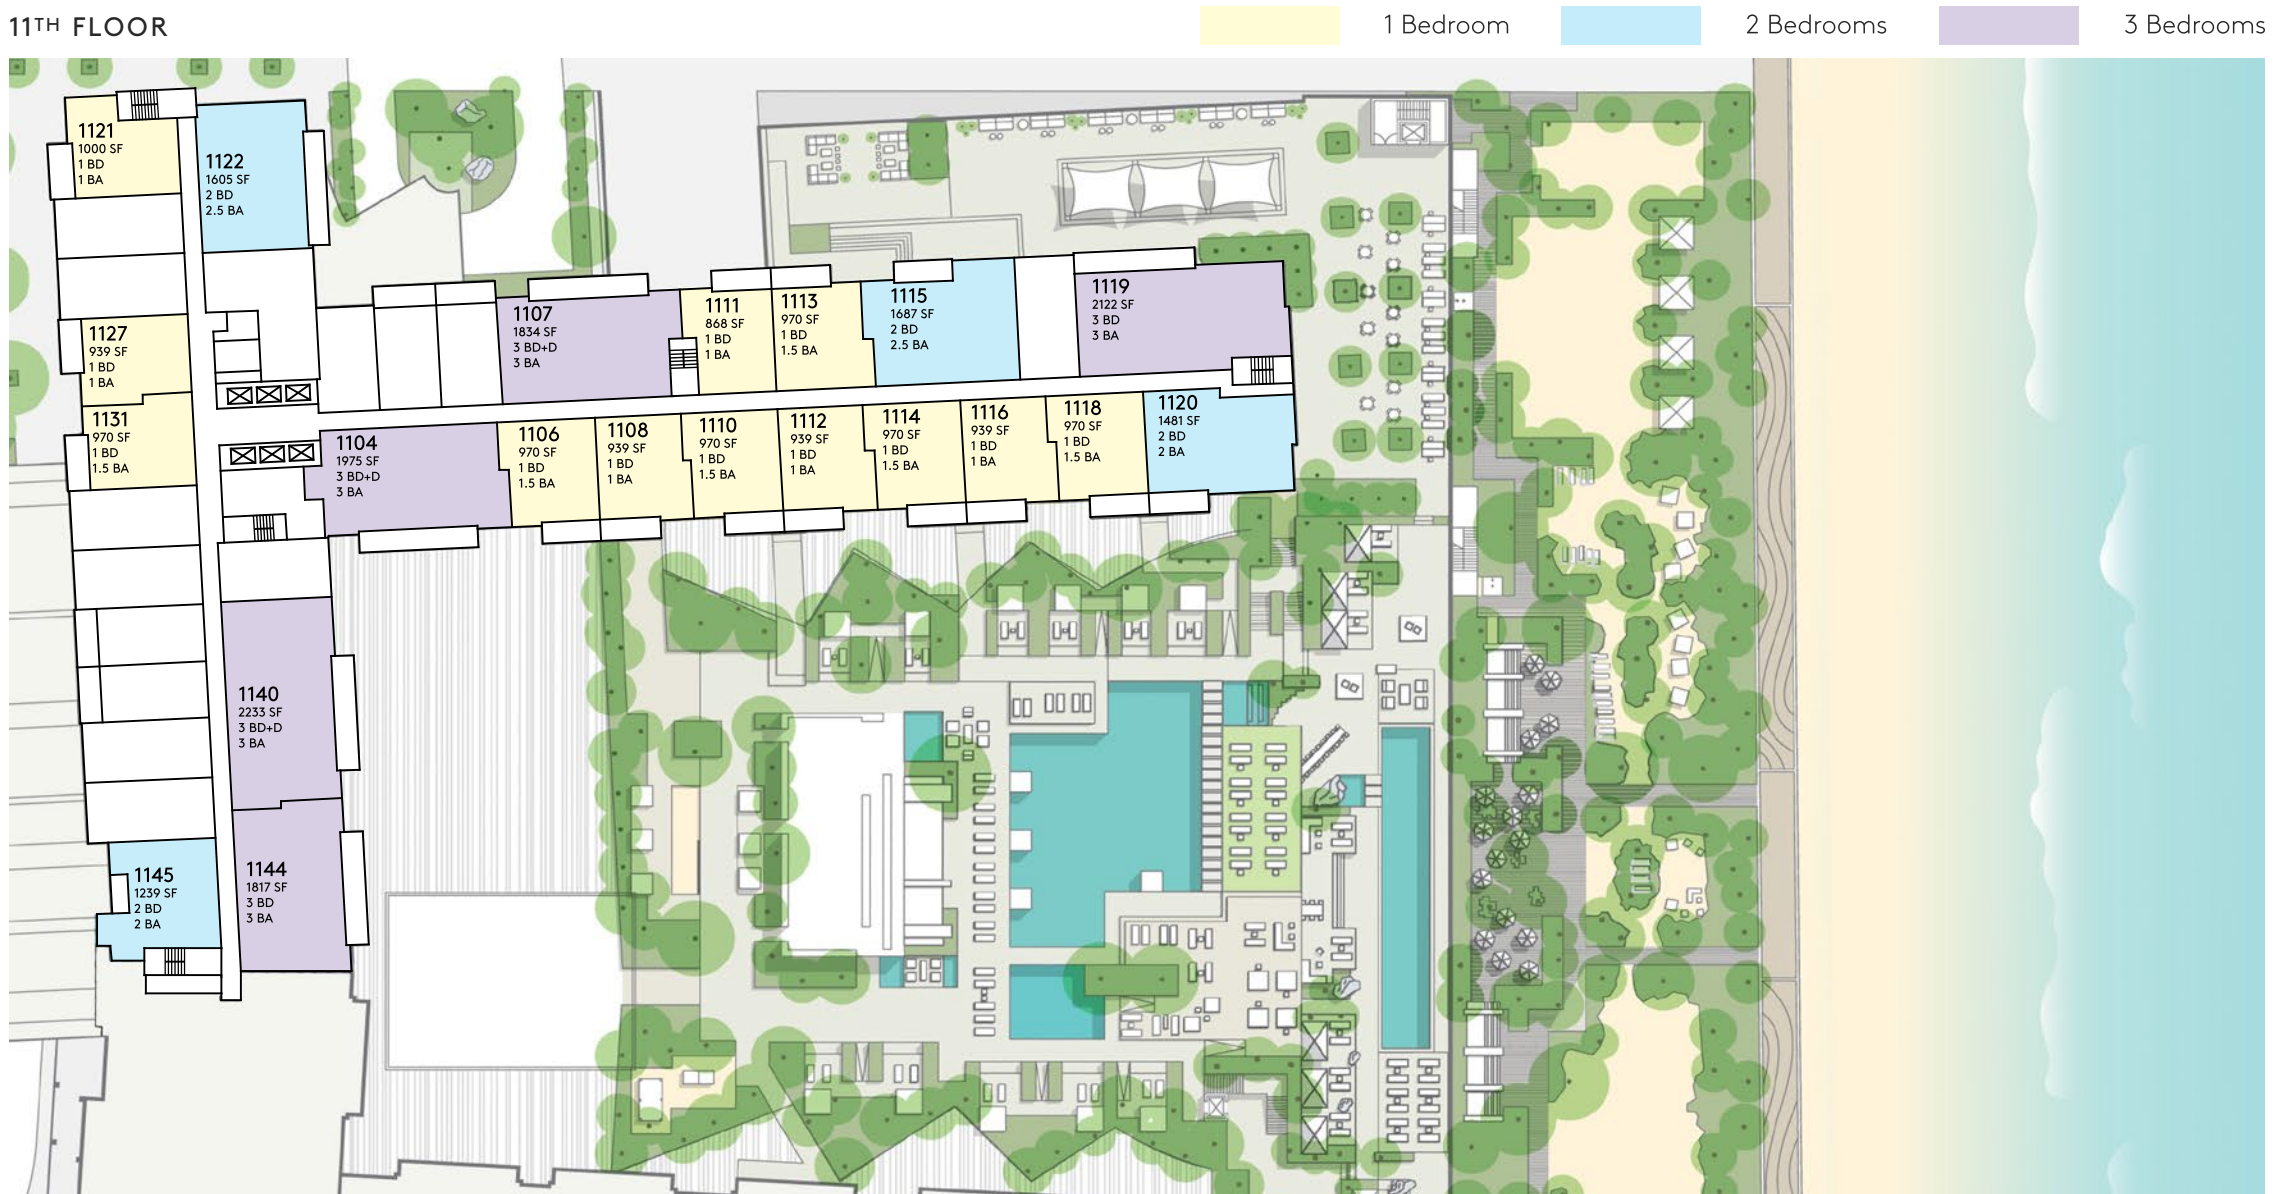 11TH FLOOR
1 Bedroom
2 Bedrooms
3 Bedrooms
1121
1000 SF
1 BD
1 BA
1122
1605 SF
2 BD
2.5 BA
1127
939 SF
1 BD
1 BA
1131
970 SF
1 BD
1.5 BA
1107
1834 SF
3 BD+D
3 BA
1111
868 SF
1 BD
1 BA
1113
970 SF
1 BD
1.5 BA
1115
1687 SF
2 BD
2.5 BA
1119
2122 SF
3 BD
3 BA
1104
1975 SF
3 BD+D
3 BA
1106
970 SF
1 BD
1.5 BA
1108
939 SF
1 BD
1 BA
1110
970 SF
1 BD
1.5 BA
1112
939 SF
1 BD
1 BA
1114
970 SF
1 BD
1.5 BA
1116
939 SF
1 BD
1 BA
1118
970 SF
1 BD
1.5 BA
1120
1481 SF
2 BD
2 BA
1140
2233 SF
3 BD+D
3 BA
1145
1239 SF
2 BD
2 BA
1144
1817 SF
3 BD
3 BA